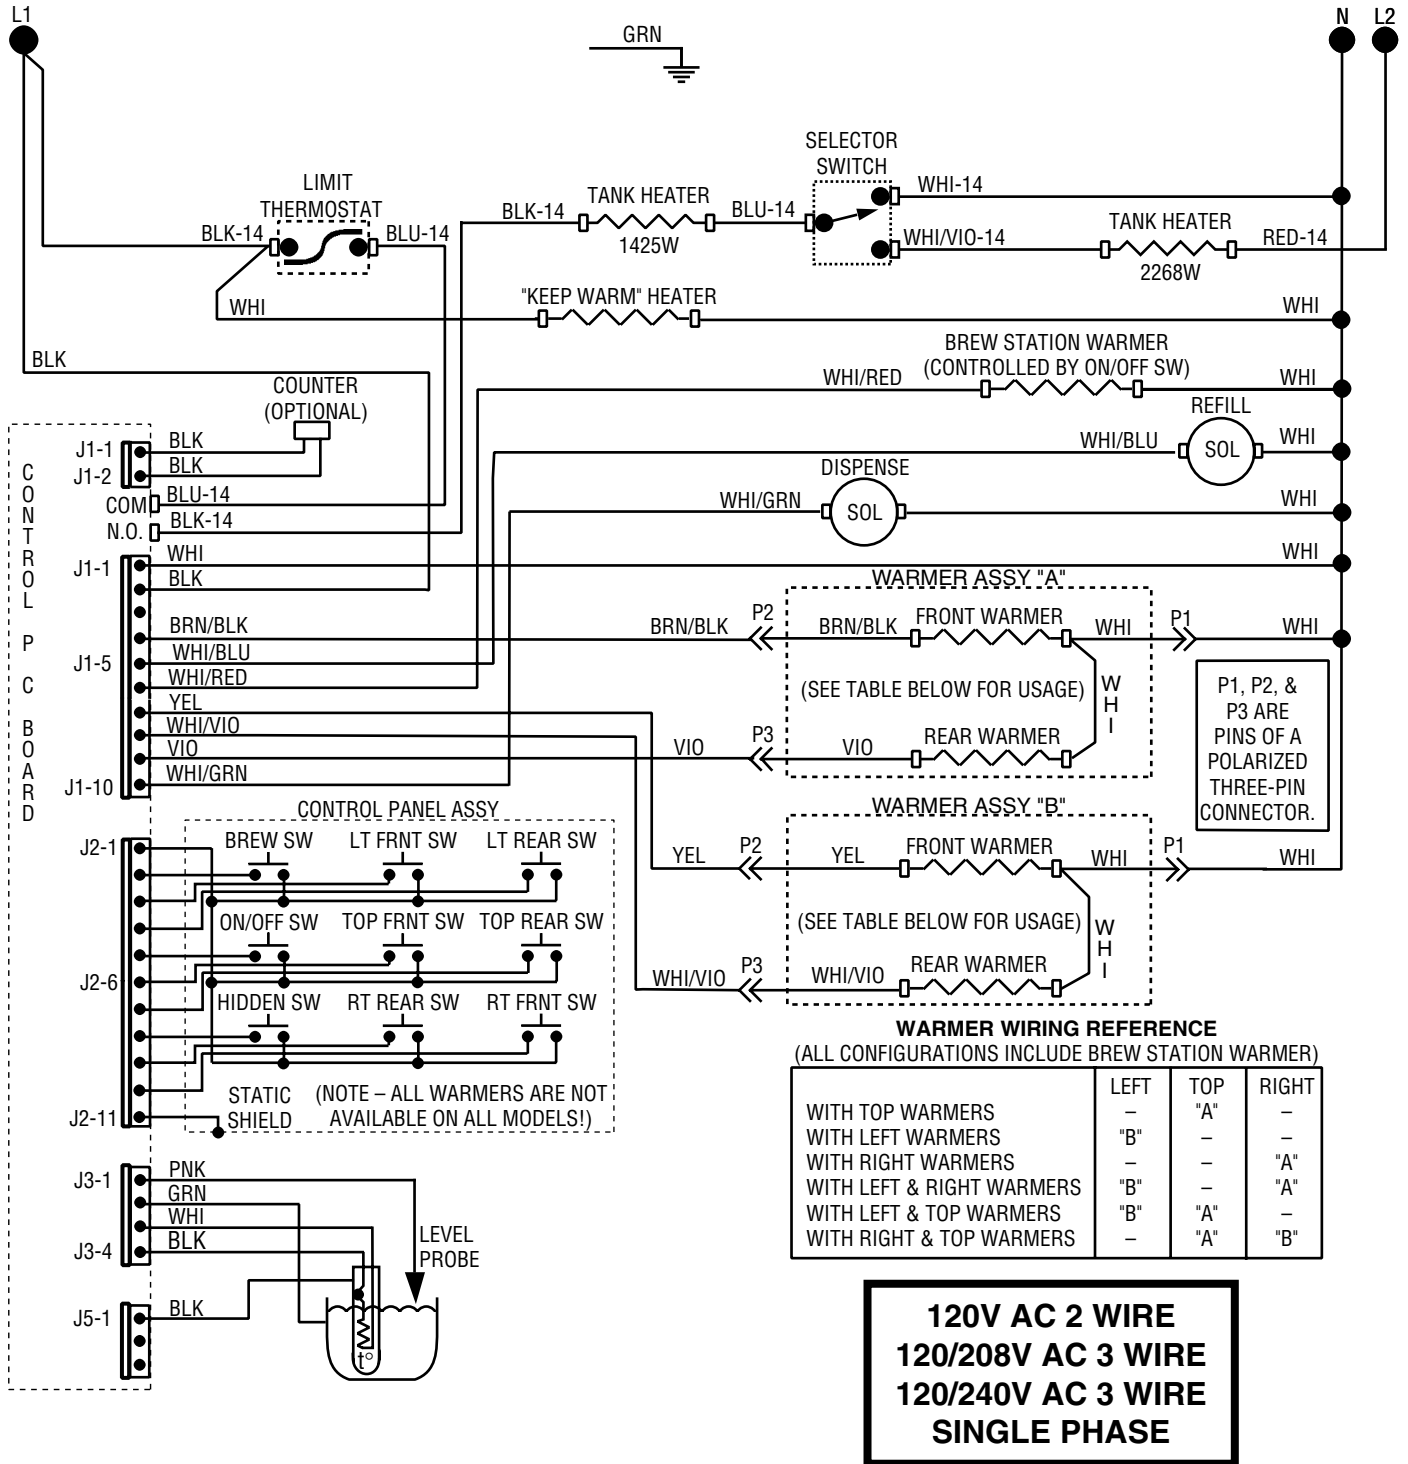 L1
GRN
N L2
SELECTOR
SWITCH
LIMIT
THERMOSTAT
BLK-14
BLU-14
BLK-14
TANK HEATER
1425W
BLU-14
WHI-14
WHI/VIO-14
TANK HEATER
2268W
RED-14
WHI
"KEEP WARM" HEATER
WHI
BLK
BREW STATION WARMER
(CONTROLLED BY ON/OFF SW)
WHI/RED
WHI
COUNTER
(OPTIONAL)
REFILL
WHI/BLU
SOL
WHI
DISPENSE
WHI/GRN
SOL
WHI
CONTROL PC BOARD
J1-1
BLK
J1-2
BLK
COM
BLU-14
N.O.
BLK-14
J1-1
WHI
WHI
BLK
BRN/BLK
J1-5
WHI/BLU
WHI/RED
YEL
WHI/VIO
VIO
J1-10
WHI/GRN
WARMER ASSY "A"
BRN/BLK
P2
BRN/BLK
FRONT WARMER
WHI
P1
WHI
(SEE TABLE BELOW FOR USAGE)
WHI
VIO
P3
VIO
REAR WARMER
P1, P2, &
P3 ARE
PINS OF A
POLARIZED
THREE-PIN
CONNECTOR.
WARMER ASSY "B"
YEL
P2
YEL
FRONT WARMER
WHI
P1
WHI
(SEE TABLE BELOW FOR USAGE)
WHI
WHI/VIO
P3
WHI/VIO
REAR WARMER
CONTROL PANEL ASSY
J2-1
BREW SW LT FRNT SW LT REAR SW
ON/OFF SW TOP FRNT SW TOP REAR SW
J2-6
HIDDEN SW RT REAR SW RT FRNT SW
J2-11
STATIC
SHIELD
(NOTE – ALL WARMERS ARE NOT
AVAILABLE ON ALL MODELS!)
J3-1
PNK
GRN
WHI
J3-4
BLK
LEVEL
PROBE
J5-1
BLK
t°
WARMER WIRING REFERENCE
(ALL CONFIGURATIONS INCLUDE BREW STATION WARMER)
LEFT TOP RIGHT
WITH TOP WARMERS – "A" –
WITH LEFT WARMERS "B" – –
WITH RIGHT WARMERS – – "A"
WITH LEFT & RIGHT WARMERS "B" – "A"
WITH LEFT & TOP WARMERS "B" "A" –
WITH RIGHT & TOP WARMERS – "A" "B"
120V AC 2 WIRE
120/208V AC 3 WIRE
120/240V AC 3 WIRE
SINGLE PHASE